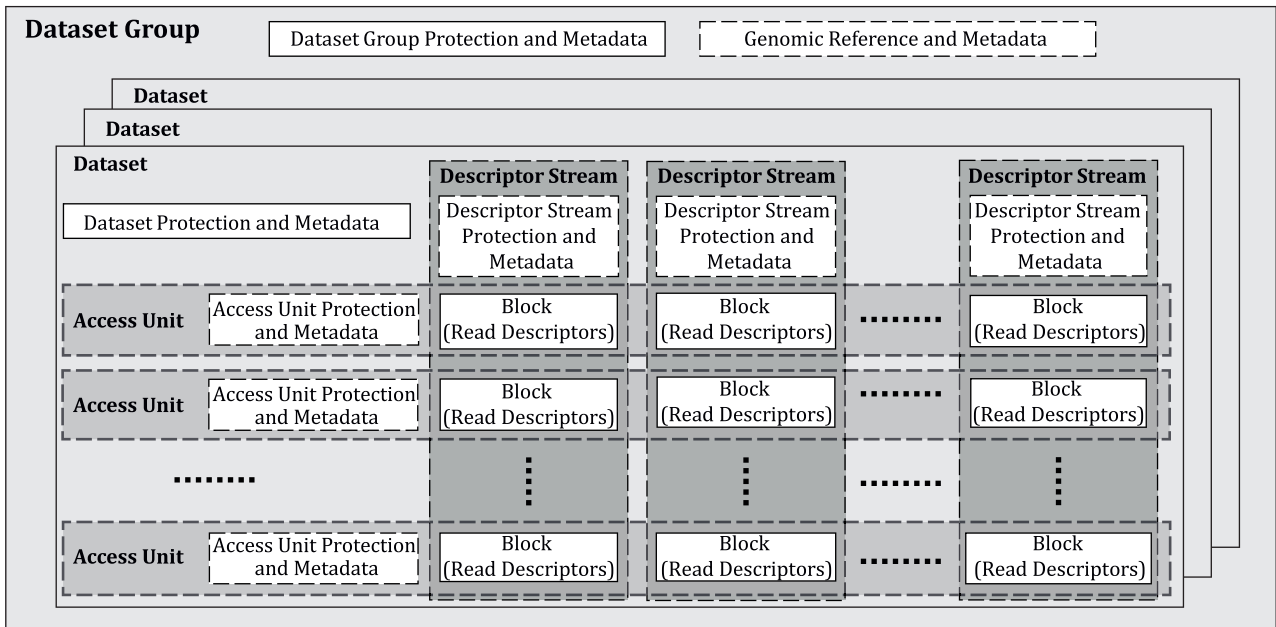 Dataset Group
Dataset Group Protection and Metadata
Genomic Reference and Metadata
Dataset
Dataset
Dataset
Dataset Protection and Metadata
Descriptor Stream
Descriptor Stream
Protection and
Metadata
Descriptor Stream
Descriptor Stream
Protection and
Metadata
Descriptor Stream
Descriptor Stream
Protection and
Metadata
Access Unit
Access Unit Protection
and Metadata
Block
(Read Descriptors)
Block
(Read Descriptors)
Block
(Read Descriptors)
Access Unit
Access Unit Protection
and Metadata
Block
(Read Descriptors)
Block
(Read Descriptors)
Block
(Read Descriptors)
Access Unit
Access Unit Protection
and Metadata
Block
(Read Descriptors)
Block
(Read Descriptors)
Block
(Read Descriptors)